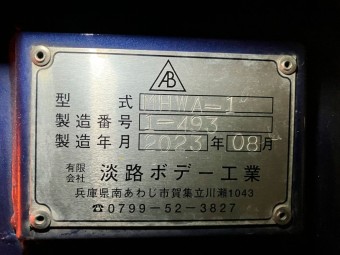 AB
型式 HWA-1
製造番号 1-493
製造年月 2023年08月
有限会社 淡路ボデー工業
兵庫県南あわじ市賀集立川瀬1043
☎0799-52-3827